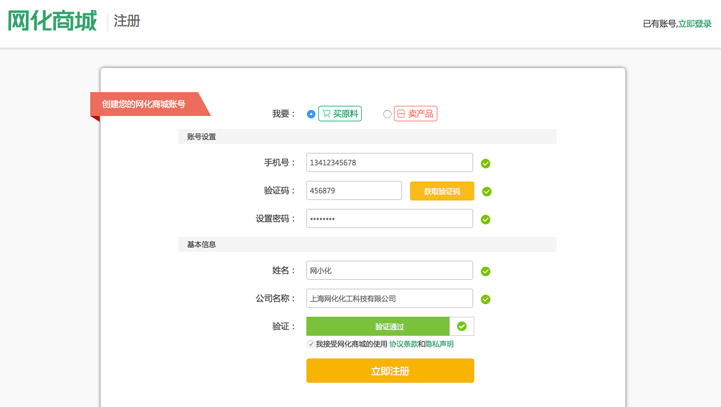 网化商城 注册 已有账号,立即登录
创建您的网化商城账号
我要： 买原料 卖产品
账号设置
手机号： 13412345678
验证码： 456879 获取验证码
设置密码： ••••••••
基本信息
姓名： 网小化
公司名称： 上海网化化工科技有限公司
验证： 验证通过
我接受网化商城的使用 协议条款和隐私声明
立即注册